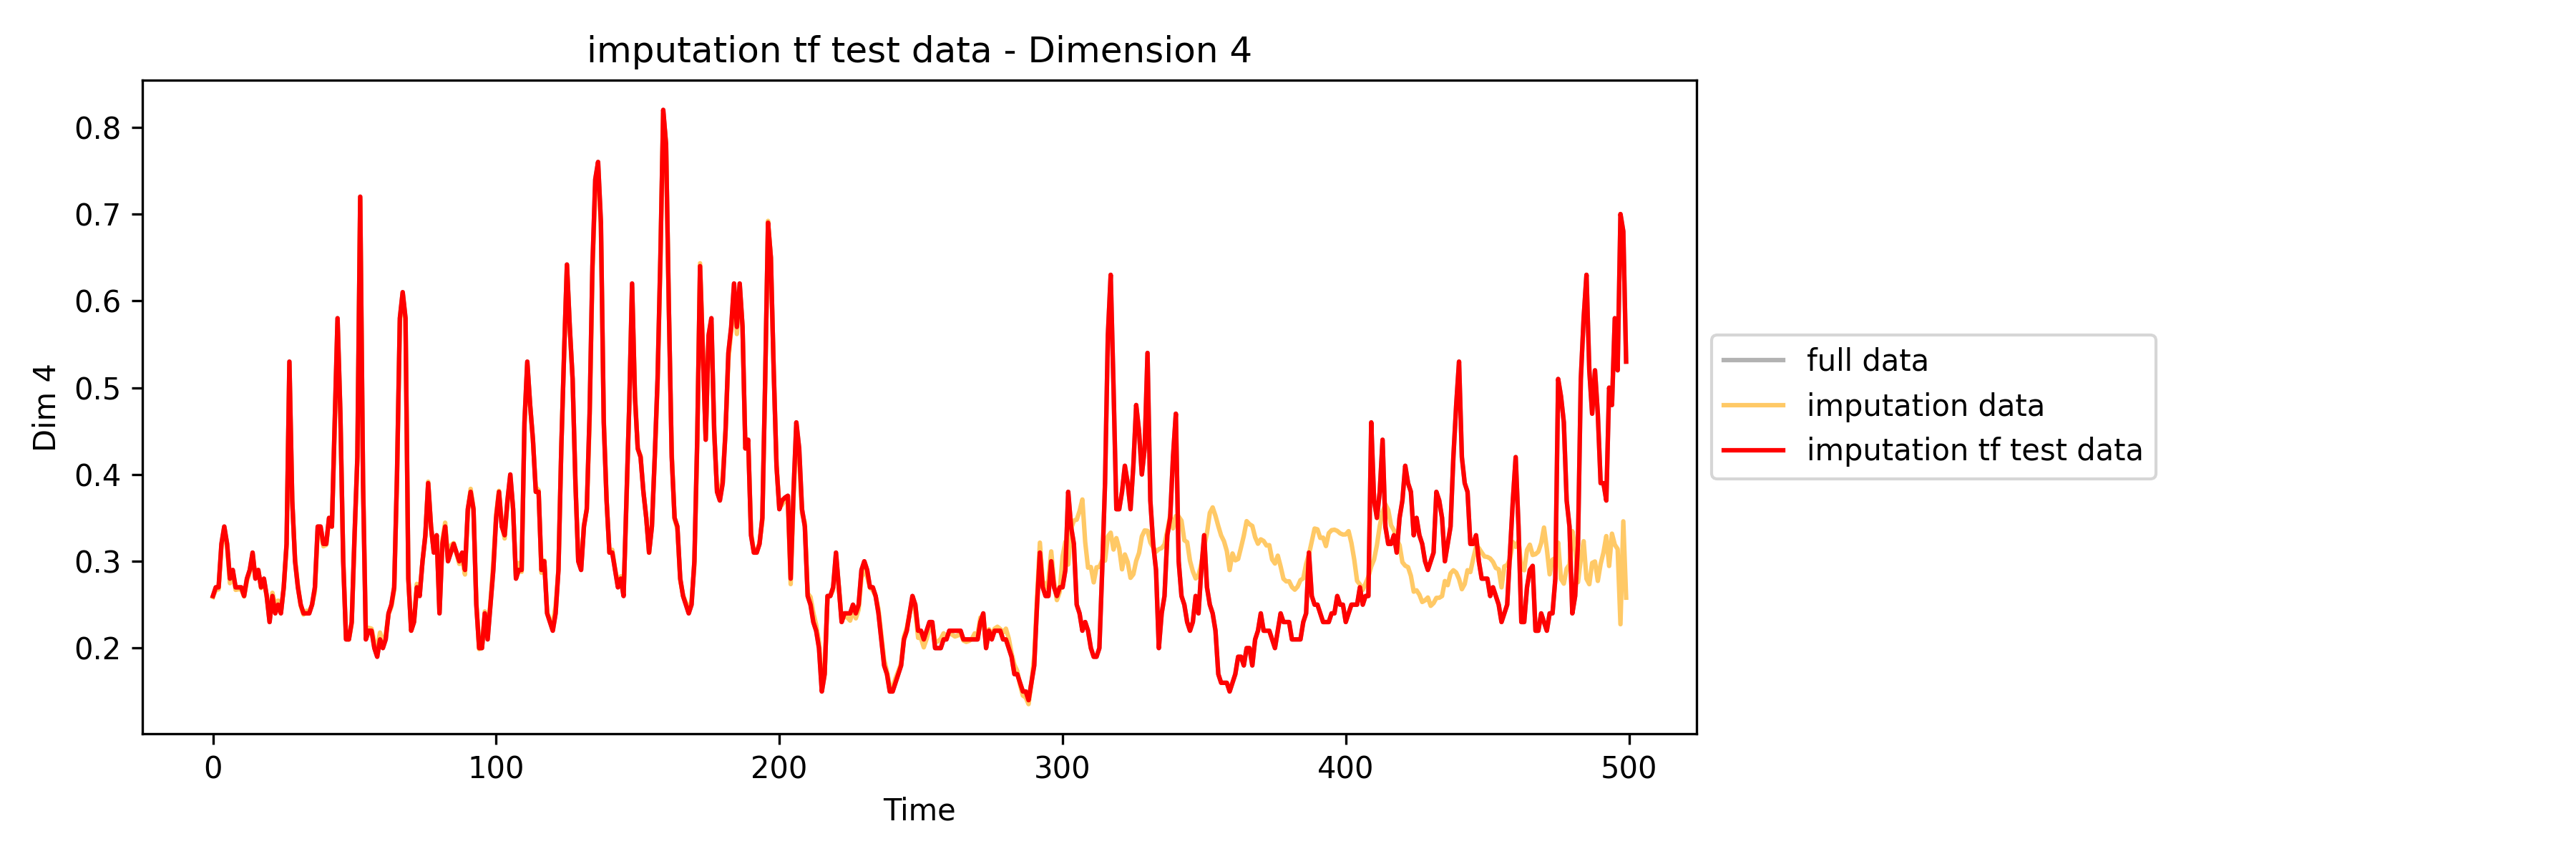 imputation tf test data - Dimension 4
0.8
0.7
0.6
0.5
0.4
0.3
0.2
Dim 4
0 100 200 300 400 500
Time
full data
imputation data
imputation tf test data